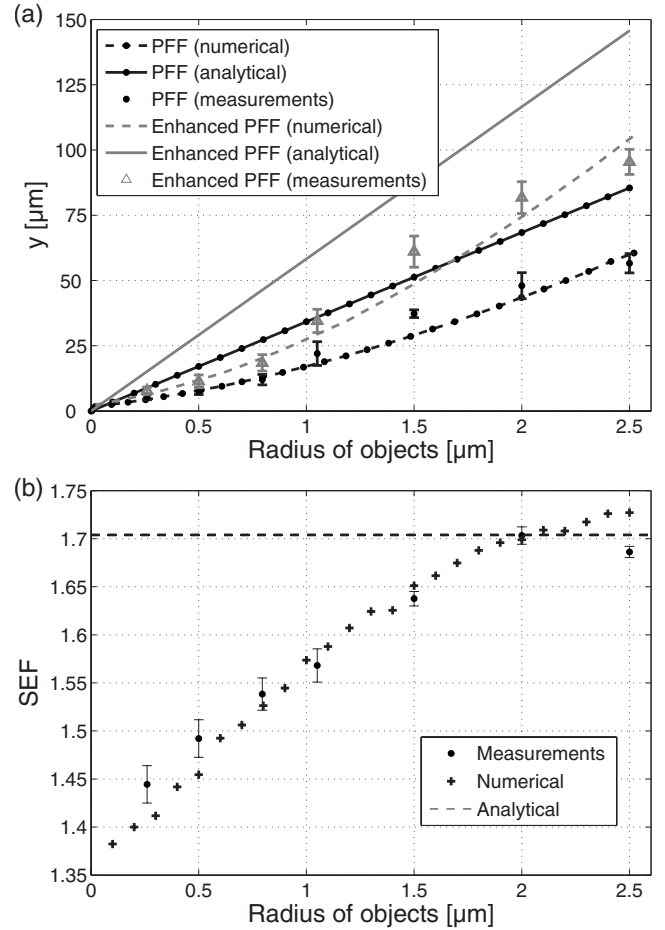 (a)
150
125
100
75
50
25
0
y [µm]
PFF (numerical)
PFF (analytical)
PFF (measurements)
Enhanced PFF (numerical)
Enhanced PFF (analytical)
Enhanced PFF (measurements)
0 0.5 1 1.5 2 2.5
Radius of objects [µm]
(b)
1.75
1.7
1.65
1.6
1.55
1.5
1.45
1.4
1.35
SEF
Measurements
Numerical
Analytical
0 0.5 1 1.5 2 2.5
Radius of objects [µm]